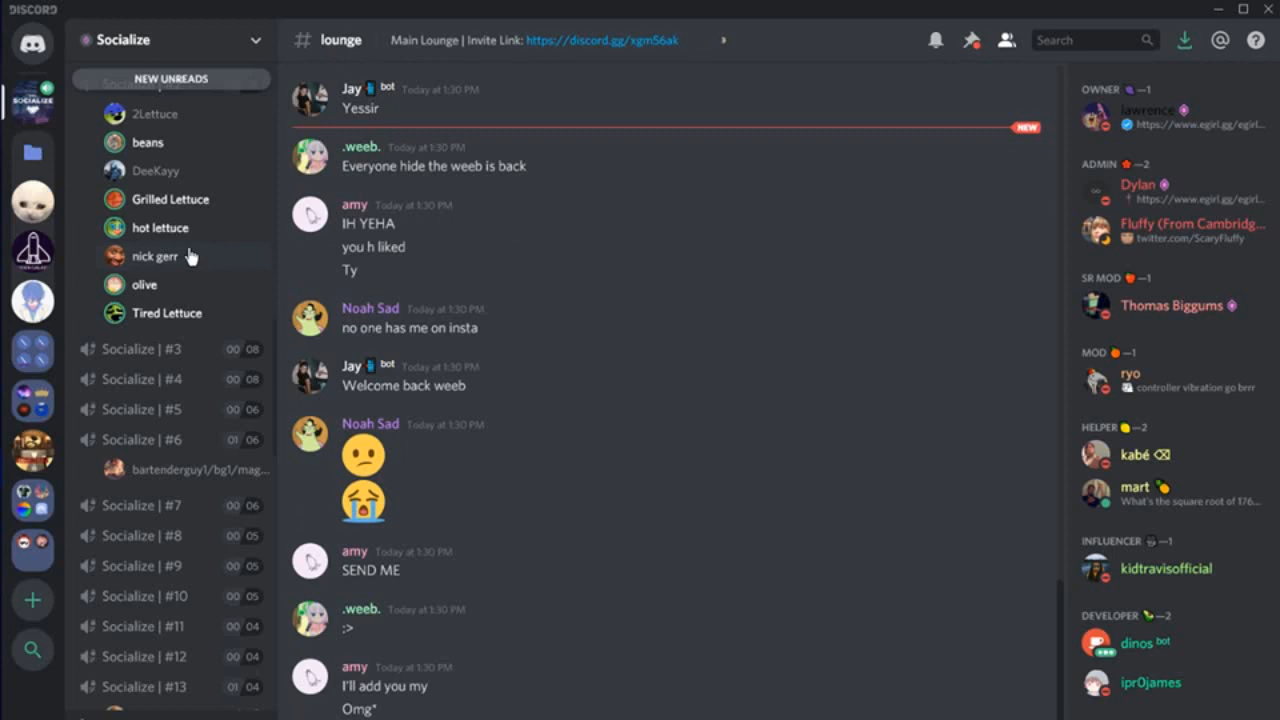 DISCORD
SOCIALIZE
Socialize
NEW UNREADS
2Lettuce
beans
DeeKayy
Grilled Lettuce
hot lettuce
nick gerr
olive
Tired Lettuce
Socialize | #3 00 08
Socialize | #4 00 08
Socialize | #5 00 06
Socialize | #6 01 06
bartenderguy1/bg1/mag...
Socialize | #7 00 06
Socialize | #8 00 05
Socialize | #9 00 05
Socialize | #10 00 05
Socialize | #11 00 04
Socialize | #12 00 04
Socialize | #13 01 04
# lounge Main Lounge | Invite Link: https://discord.gg/xgm56ak
Search
Jay bot Today at 1:30 PM
Yessir
NEW
.weeb. Today at 1:30 PM
Everyone hide the weeb is back
amy Today at 1:30 PM
IH YEHA
you h liked
Ty
Noah Sad Today at 1:30 PM
no one has me on insta
Jay bot Today at 1:30 PM
Welcome back weeb
Noah Sad Today at 1:30 PM
amy Today at 1:30 PM
SEND ME
.weeb. Today at 1:30 PM
:>
amy Today at 1:30 PM
I'll add you my
Omg*
OWNER —1
lawrence
https://www.egirl.gg/egirl...
ADMIN —2
Dylan
https://www.egirl.gg/egirl...
Fluffy (From Cambridg...
twitter.com/ScaryFluffy
SR MOD —1
Thomas Biggums
MOD —1
ryo
controller vibration go brrr
HELPER —2
kabé
mart
What's the square root of 176...
INFLUENCER —1
kidtravisofficial
DEVELOPER —2
dinos bot
ipr0james